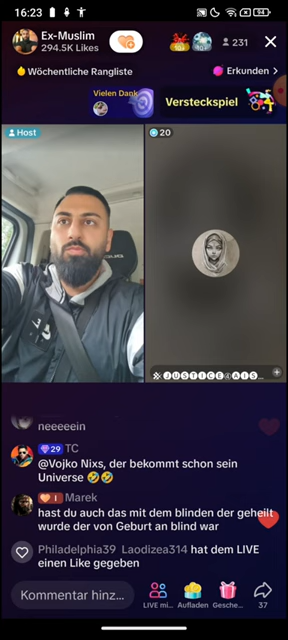 16:23
94
Ex-Muslim
294.5K Likes
231
Wöchentliche Rangliste
Erkunden >
Vielen Dank
Versteckspiel
Host
20
JUSTICE④AIS...
neeeeein
29 TC
@Vojko Nixs, der bekommt schon sein
Universe 🤣🤣
I Marek
hast du auch das mit dem blinden der geheilt
wurde der von Geburt an blind war
Philadelphia39 Laodizea314 hat dem LIVE
einen Like gegeben
Kommentar hinz...
LIVE mi...
Aufladen
Gesche...
37